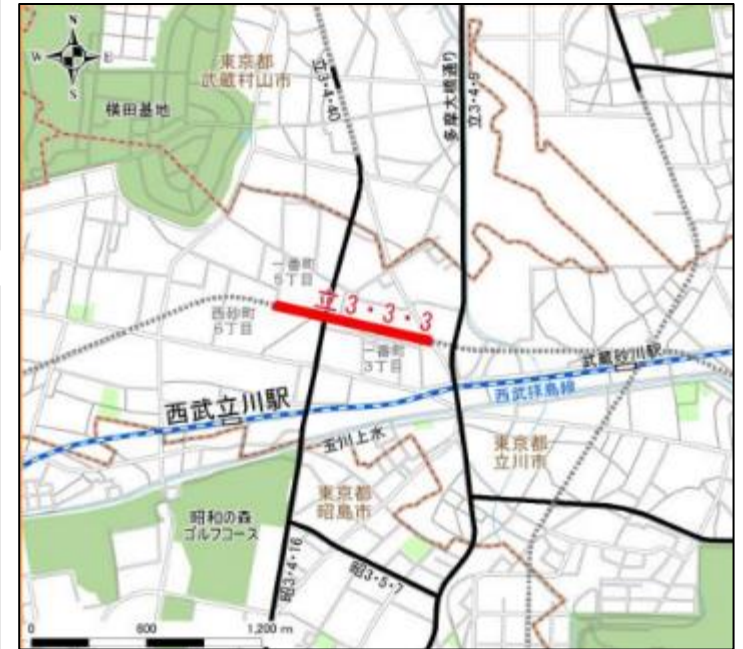 N
W
E
S
東京都
武蔵村山市
横田基地
立3・4・40
多摩大橋通り
立3・4・9
一番町
5丁目
西砂町
6丁目
立3・3・3
一番町
3丁目
武蔵砂川駅
西武拝島線
西武立川駅
玉川上水
東京都
立川市
東京都
昭島市
昭和の森
ゴルフコース
昭3・4・16
昭3・5・7
0
600
1,200 m